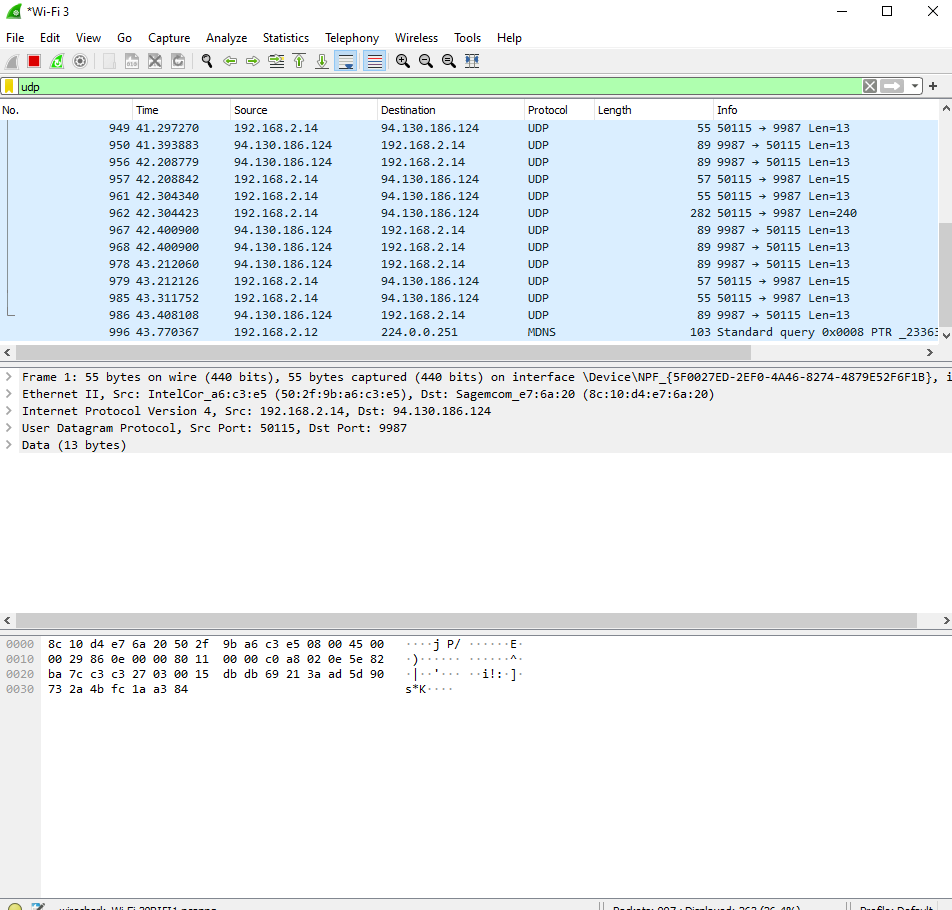 *Wi-Fi 3
File Edit View Go Capture Analyze Statistics Telephony Wireless Tools Help
udp
No. Time Source Destination Protocol Length Info
949 41.297270 192.168.2.14 94.130.186.124 UDP 55 50115 → 9987 Len=13
950 41.393883 94.130.186.124 192.168.2.14 UDP 89 9987 → 50115 Len=13
956 42.208779 94.130.186.124 192.168.2.14 UDP 89 9987 → 50115 Len=13
957 42.208842 192.168.2.14 94.130.186.124 UDP 57 50115 → 9987 Len=15
961 42.304340 192.168.2.14 94.130.186.124 UDP 55 50115 → 9987 Len=13
962 42.304423 192.168.2.14 94.130.186.124 UDP 282 50115 → 9987 Len=240
967 42.400900 94.130.186.124 192.168.2.14 UDP 89 9987 → 50115 Len=13
968 42.400900 94.130.186.124 192.168.2.14 UDP 89 9987 → 50115 Len=13
978 43.212060 94.130.186.124 192.168.2.14 UDP 89 9987 → 50115 Len=13
979 43.212126 192.168.2.14 94.130.186.124 UDP 57 50115 → 9987 Len=15
985 43.311752 192.168.2.14 94.130.186.124 UDP 55 50115 → 9987 Len=13
986 43.408108 94.130.186.124 192.168.2.14 UDP 89 9987 → 50115 Len=13
996 43.770367 192.168.2.12 224.0.0.251 MDNS 103 Standard query 0x0008 PTR _2336
Frame 1: 55 bytes on wire (440 bits), 55 bytes captured (440 bits) on interface \Device\NPF_{5F0027ED-2EF0-4A46-8274-4879E52F6F1B}, i
Ethernet II, Src: IntelCor_a6:c3:e5 (50:2f:9b:a6:c3:e5), Dst: Sagemcom_e7:6a:20 (8c:10:d4:e7:6a:20)
Internet Protocol Version 4, Src: 192.168.2.14, Dst: 94.130.186.124
User Datagram Protocol, Src Port: 50115, Dst Port: 9987
Data (13 bytes)
0000 8c 10 d4 e7 6a 20 50 2f 9b a6 c3 e5 08 00 45 00 ····j P/ ······E·
0010 00 29 86 0e 00 00 80 11 00 00 c0 a8 02 0e 5e 82 ·)······ ······^·
0020 ba 7c c3 c3 27 03 00 15 db db 69 21 3a ad 5d 90 ·|··'··· ··i!:·]·
0030 73 2a 4b fc 1a a3 84 s*K····